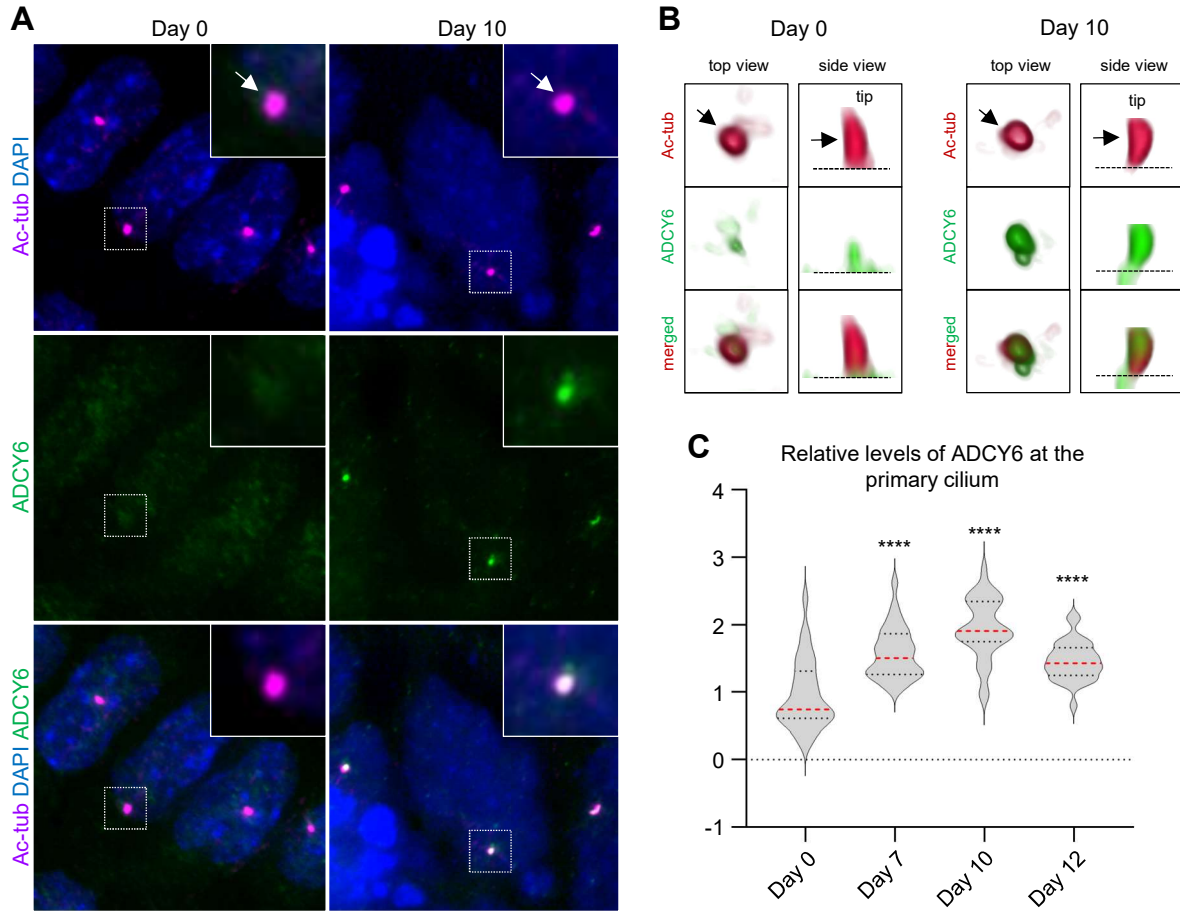 A
Day 0
Day 10
Ac-tub DAPI
ADCY6
Ac-tub DAPI ADCY6
B
Day 0
Day 10
top view
side view
top view
side view
tip
tip
Ac-tub
ADCY6
merged
Ac-tub
ADCY6
merged
C
Relative levels of ADCY6 at the
primary cilium
4
3
2
1
0
-1
****
****
****
Day 0
Day 7
Day 10
Day 12